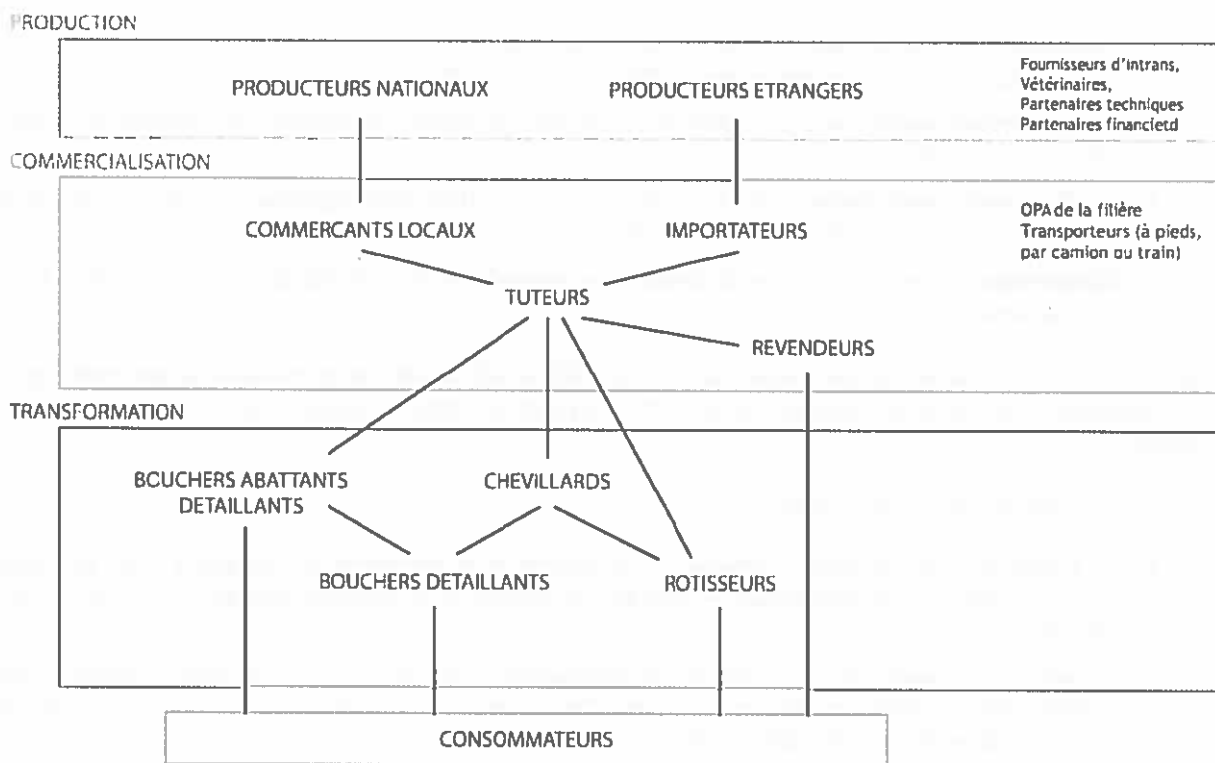 PRODUCTION
PRODUCTEURS NATIONAUX
PRODUCTEURS ETRANGERS
Fournisseurs d'intrans,
Vétérinaires,
Partenaires techniques
Partenaires financietd
COMMERCIALISATION
COMMERCANTS LOCAUX
IMPORTATEURS
OPA de la filière
Transporteurs (à pieds,
par camion ou train)
TUTEURS
REVENDEURS
TRANSFORMATION
BOUCHERS ABATTANTS
DETAILLANTS
CHEVILLARDS
BOUCHERS DETAILLANTS
ROTISSEURS
CONSOMMATEURS